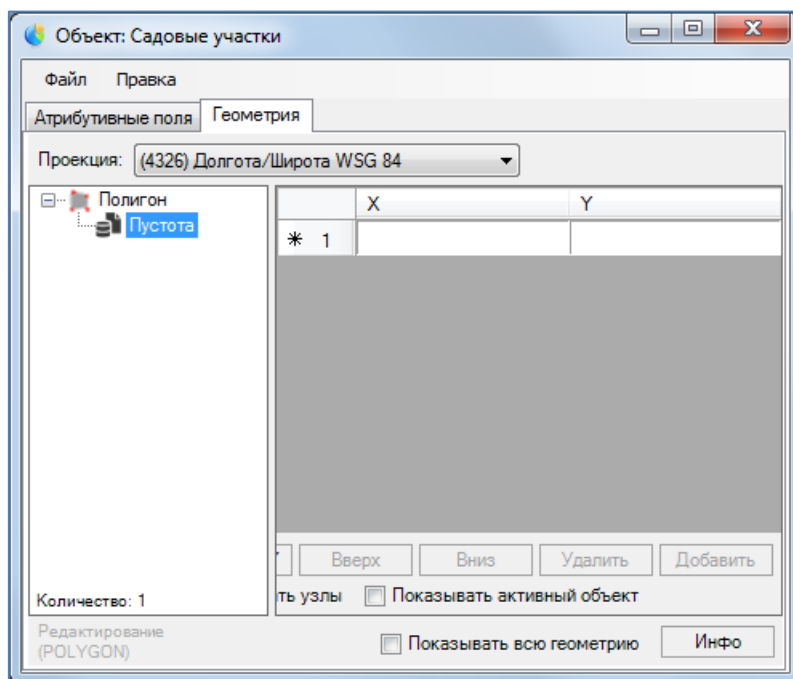 Объект: Садовые участки
Файл Правка
Атрибутивные поля Геометрия
Проекция: (4326) Долгота/Широта WSG 84
Полигон
Пустота
X Y
* 1
Вверх Вниз Удалить Добавить
ть узлы Показывать активный объект
Количество: 1
Редактирование
(POLYGON)
Показывать всю геометрию Инфо